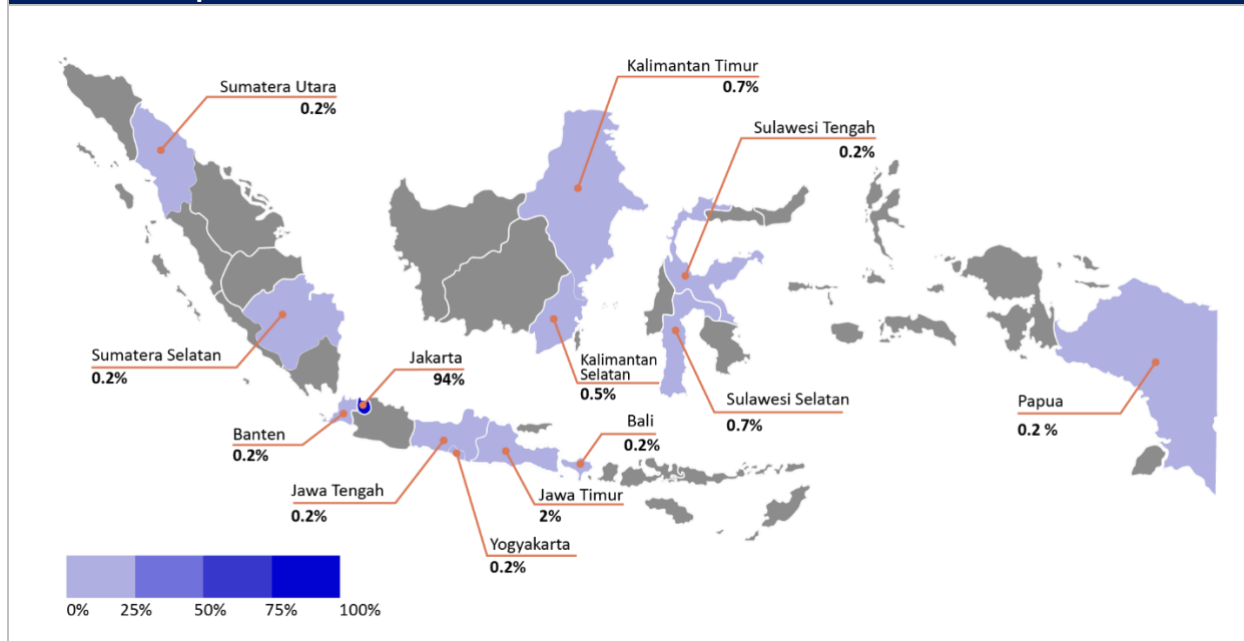 Kalimantan Timur
0.7%
Sumatera Utara
0.2%
Sulawesi Tengah
0.2%
Sumatera Selatan
0.2%
Jakarta
94%
Kalimantan
Selatan
0.5%
Sulawesi Selatan
0.7%
Papua
0.2 %
Banten
0.2%
Bali
0.2%
Jawa Tengah
0.2%
Jawa Timur
2%
Yogyakarta
0.2%
0% 25% 50% 75% 100%